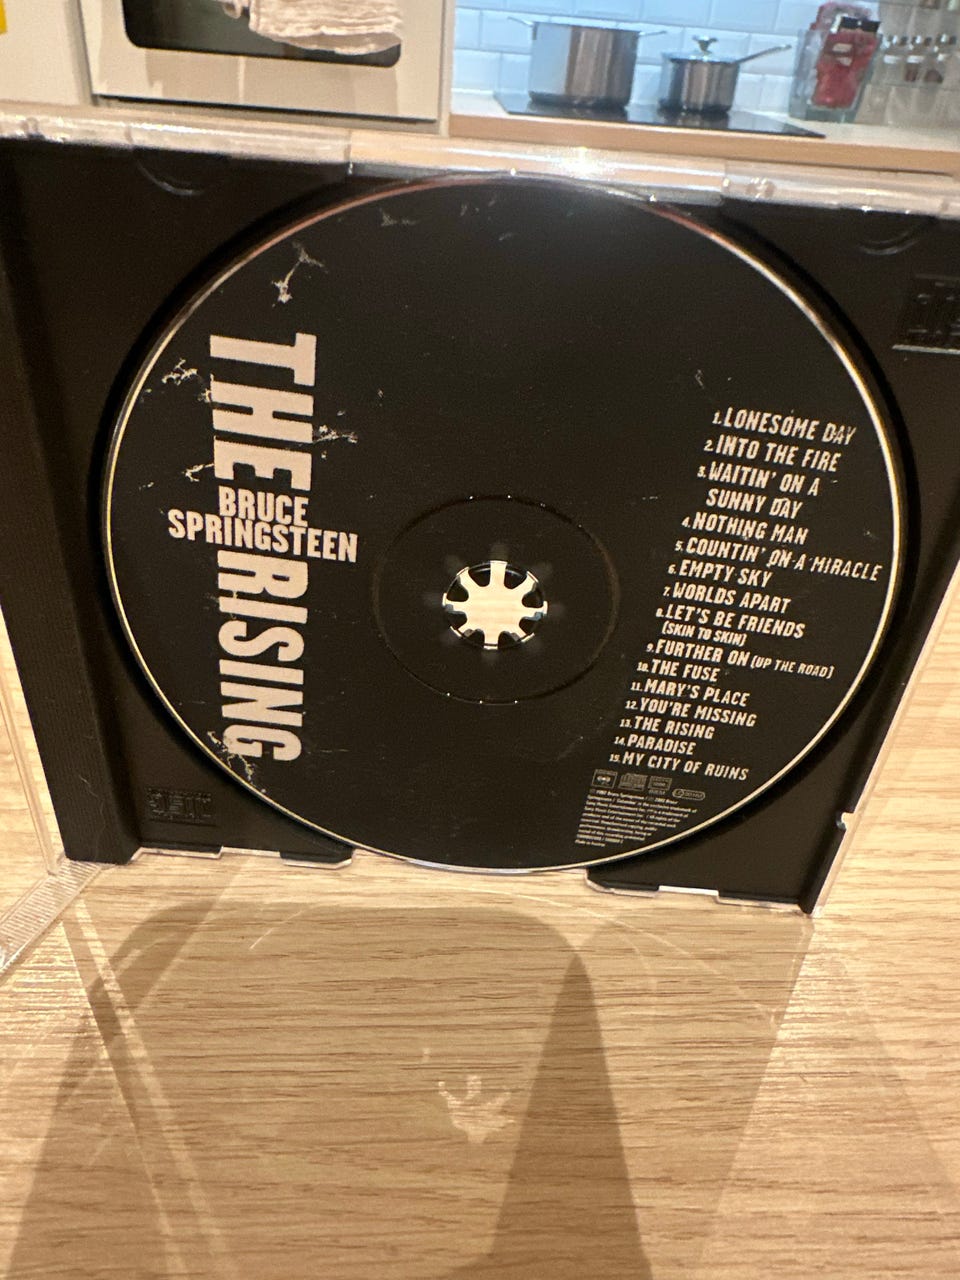 THE RISING
BRUCE
SPRINGSTEEN
1. LONESOME DAY
2. INTO THE FIRE
3. WAITIN' ON A
SUNNY DAY
4. NOTHING MAN
5. COUNTIN' ON A MIRACLE
6. EMPTY SKY
7. WORLDS APART
8. LET'S BE FRIENDS
(SKIN TO SKIN)
9. FURTHER ON (UP THE ROAD)
10. THE FUSE
11. MARY'S PLACE
12. YOU'RE MISSING
13. THE RISING
14. PARADISE
15. MY CITY OF RUINS